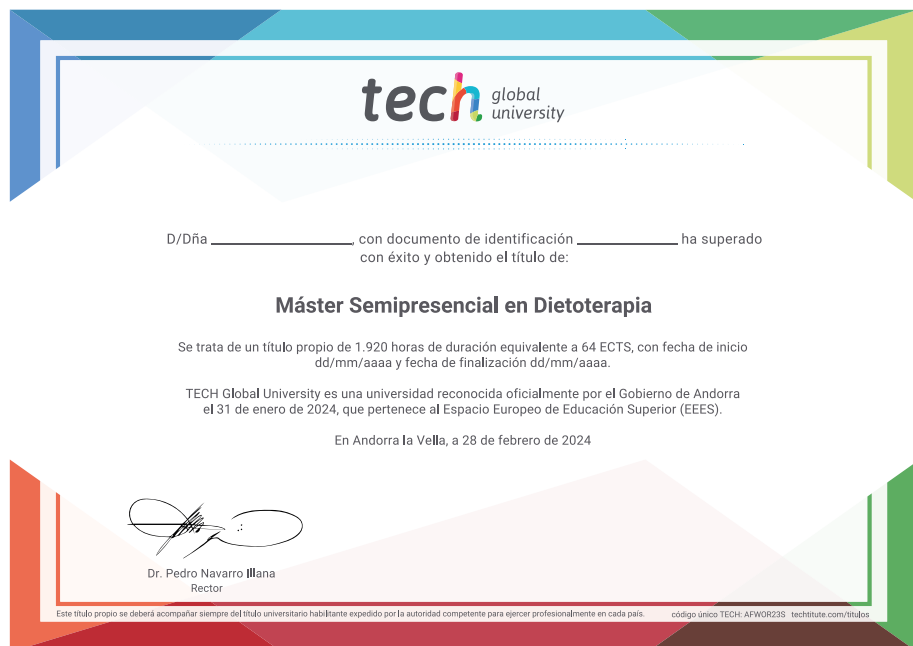 tech global university
D/Dña ____________________, con documento de identificación ______________ ha superado
con éxito y obtenido el título de:
Máster Semipresencial en Dietoterapia
Se trata de un título propio de 1.920 horas de duración equivalente a 64 ECTS, con fecha de inicio
dd/mm/aaaa y fecha de finalización dd/mm/aaaa.
TECH Global University es una universidad reconocida oficialmente por el Gobierno de Andorra
el 31 de enero de 2024, que pertenece al Espacio Europeo de Educación Superior (EEES).
En Andorra la Vella, a 28 de febrero de 2024
Dr. Pedro Navarro Illana
Rector
Este título propio se deberá acompañar siempre del título universitario habilitante expedido por la autoridad competente para ejercer profesionalmente en cada país. código único TECH: AFWOR23S techtitute.com/titulos